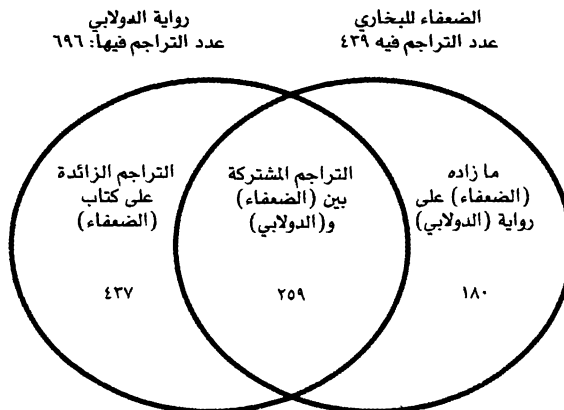 الضعفاء للبخاري
عدد التراجم فيه ٤٣٩
رواية الدولابي
عدد التراجم فيها: ٦٩٦
ما زاده
(الضعفاء) على
رواية (الدولابي)
١٨٠
التراجم المشتركة
بين (الضعفاء)
و(الدولابي)
٢٥٩
التراجم الزائدة
على كتاب
(الضعفاء)
٤٣٧